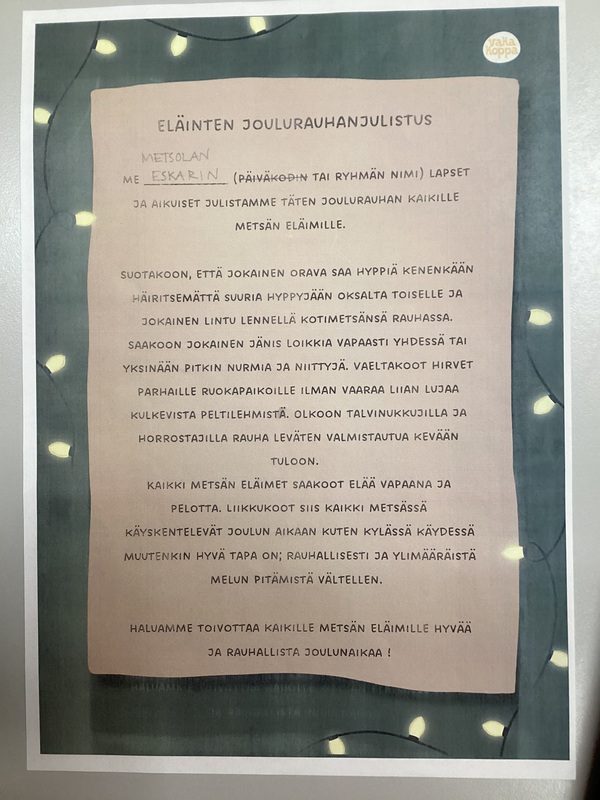 vaka
koppa
ELÄINTEN JOULURAUHANJULISTUS
METSOLAN
ME ESKARIN (PÄIVÄKODIN TAI RYHMÄN NIMI) LAPSET
JA AIKUISET JULISTAMME TÄTEN JOULURAUHAN KAIKILLE
METSÄN ELÄIMILLE.
SUOTAKOON, ETTÄ JOKAINEN ORAVA SAA HYPPIÄ KENENKÄÄN
HÄIRITSEMÄTTÄ SUURIA HYPPYJÄÄN OKSALTA TOISELLE JA
JOKAINEN LINTU LENNELLÄ KOTIMETSÄNSÄ RAUHASSA.
SAAKOON JOKAINEN JÄNIS LOIKKIA VAPAASTI YHDESSÄ TAI
YKSINÄÄN PITKIN NURMIA JA NIITTYJÄ. VAELTAKOOT HIRVET
PARHAILLE RUOKAPAIKOILLE ILMAN VAARAA LIIAN LUJAA
KULKEVISTA PELTILEHMISTÄ. OLKOON TALVINUKKUJILLA JA
HORROSTAJILLA RAUHA LEVÄTEN VALMISTAUTUA KEVÄÄN
TULOON.
KAIKKI METSÄN ELÄIMET SAAKOOT ELÄÄ VAPAANA JA
PELOTTA. LIIKKUKOOT SIIS KAIKKI METSÄSSÄ
KÄYSKENTELEVÄT JOULUN AIKAAN KUTEN KYLÄSSÄ KÄYDESSÄ
MUUTENKIN HYVÄ TAPA ON; RAUHALLISESTI JA YLIMÄÄRÄISTÄ
MELUN PITÄMISTÄ VÄLTELLEN.
HALUAMME TOIVOTTAA KAIKILLE METSÄN ELÄIMILLE HYVÄÄ
JA RAUHALLISTA JOULUNAIKAA !